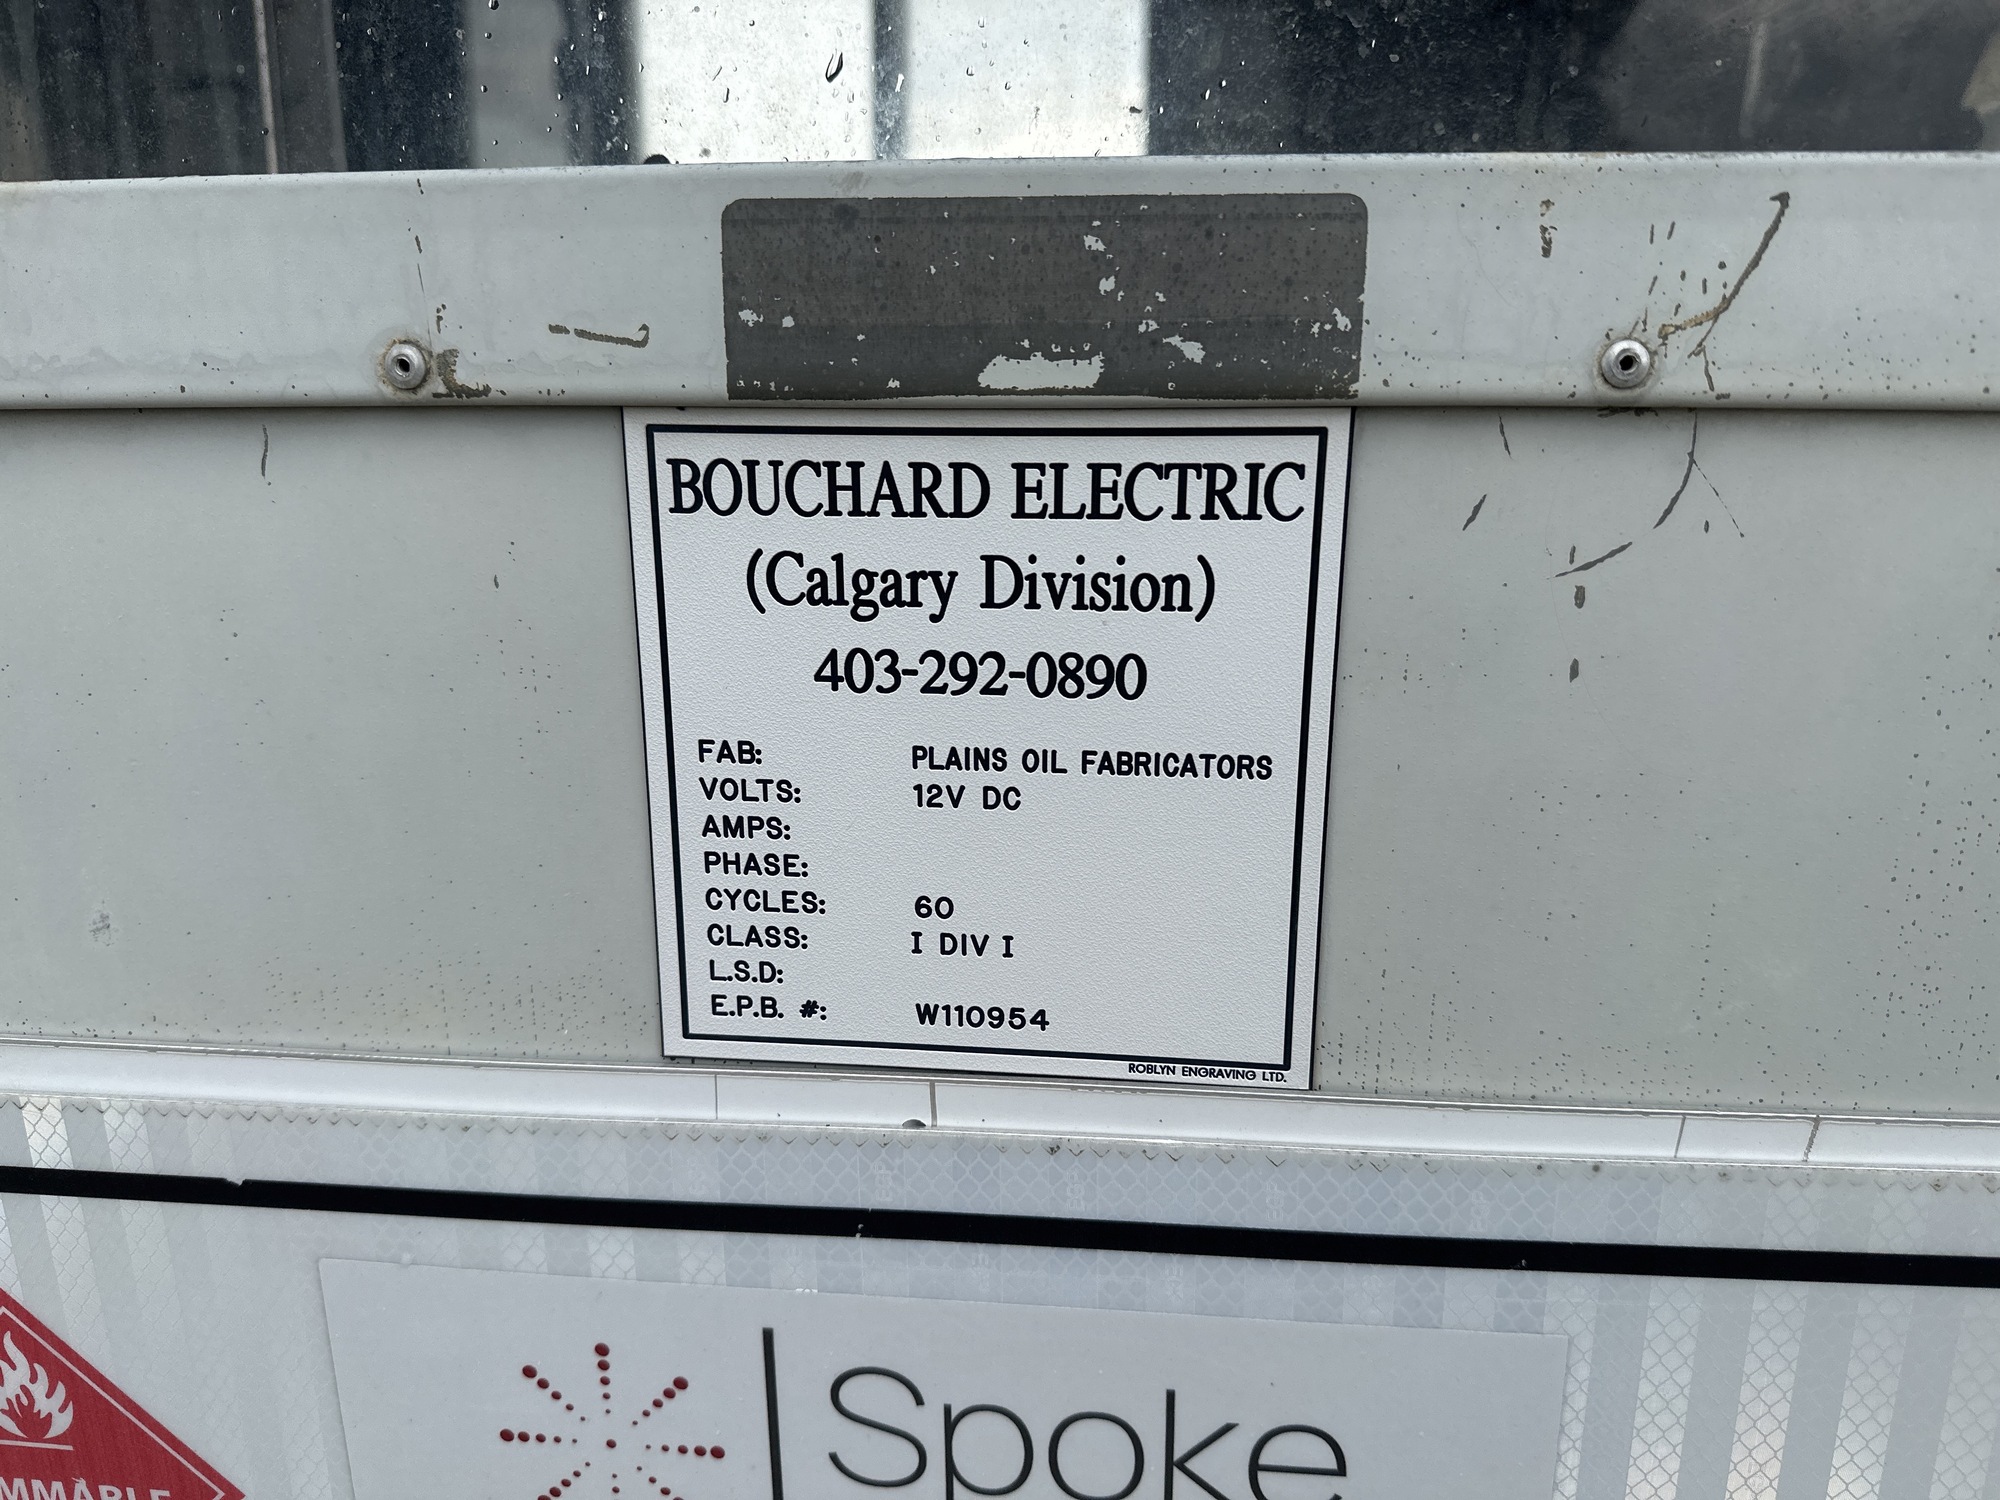 BOUCHARD ELECTRIC
(Calgary Division)
403-292-0890
FAB: PLAINS OIL FABRICATORS
VOLTS: 12V DC
AMPS:
PHASE:
CYCLES: 60
CLASS: I DIV I
L.S.D:
E.P.B. #: W110954
ROBLYN ENGRAVING LTD.
Spoke